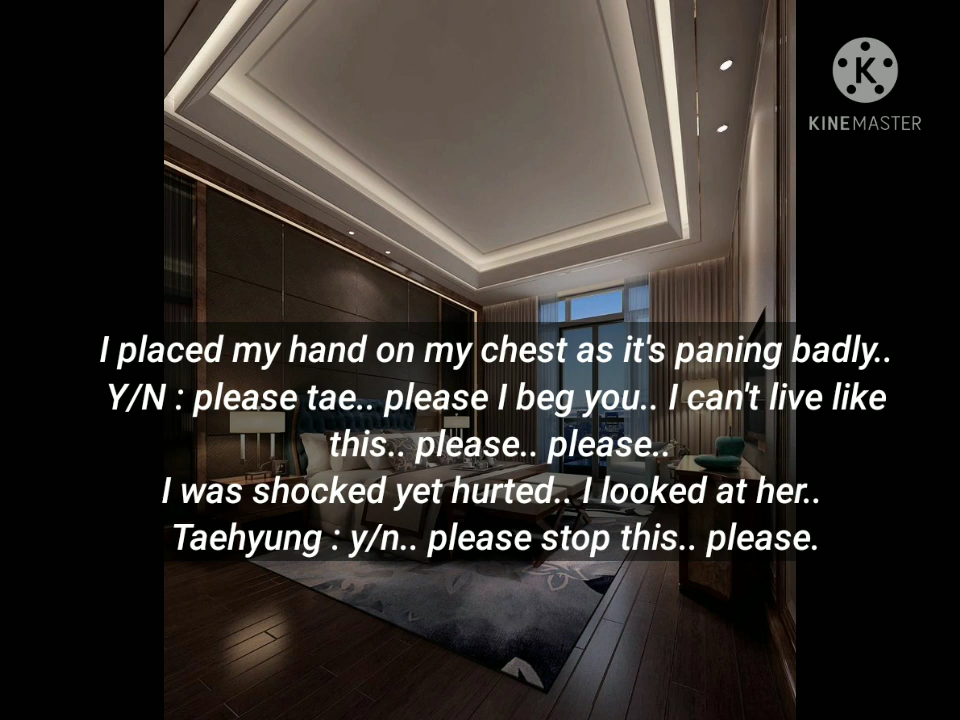 KINEMASTER
I placed my hand on my chest as it's paning badly..
Y/N : please tae.. please I beg you.. I can't live like
this.. please.. please..
I was shocked yet hurted.. I looked at her..
Taehyung : y/n.. please stop this.. please.